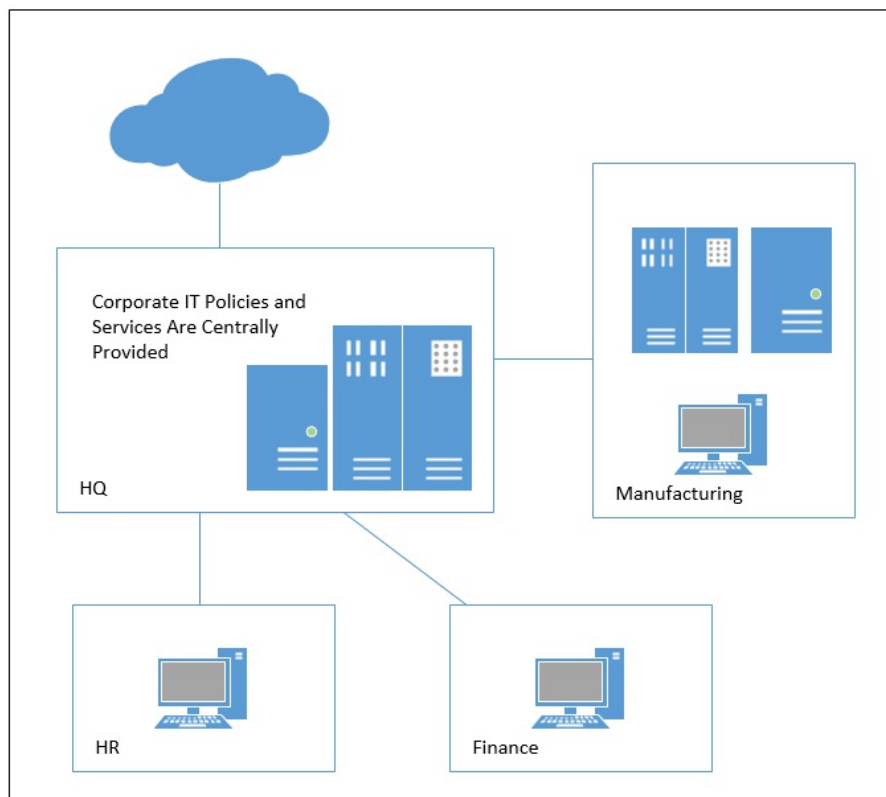 Corporate IT Policies and
Services Are Centrally
Provided
HQ
Manufacturing
HR
Finance